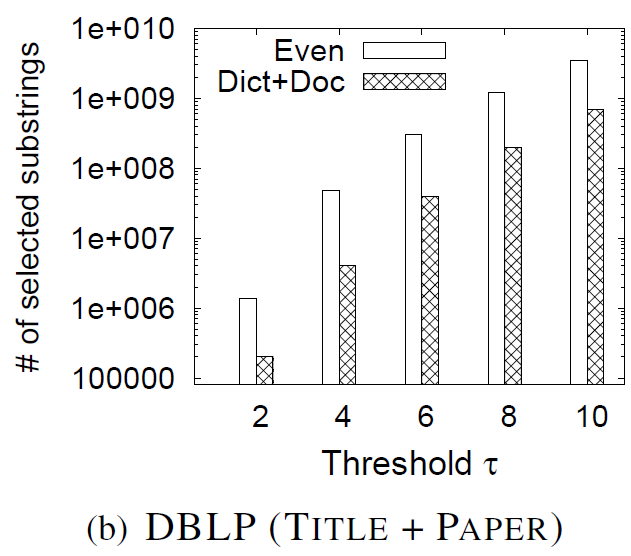 # of selected substrings
1e+010
1e+009
1e+008
1e+007
1e+006
100000
Even
Dict+Doc
2 4 6 8 10
Threshold τ
(b) DBLP (TITLE + PAPER)